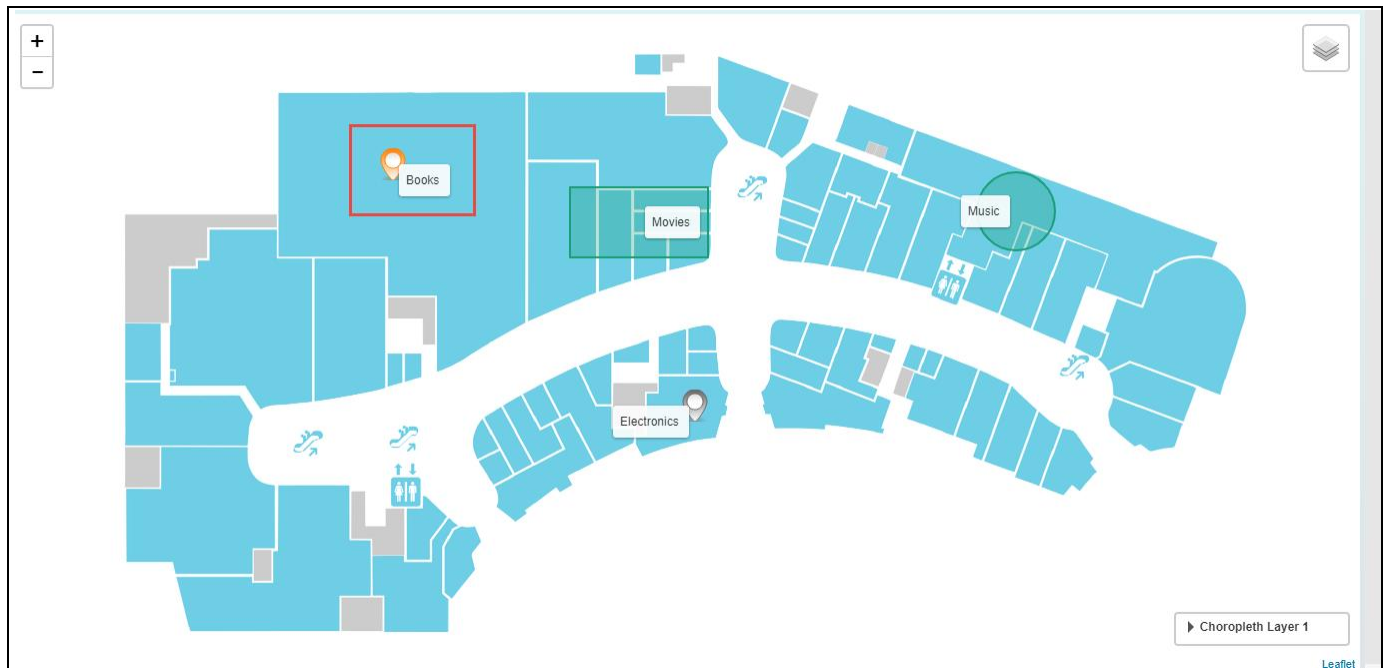 +
−
Books
Movies
Music
Electronics
Choropleth Layer 1
Leaflet